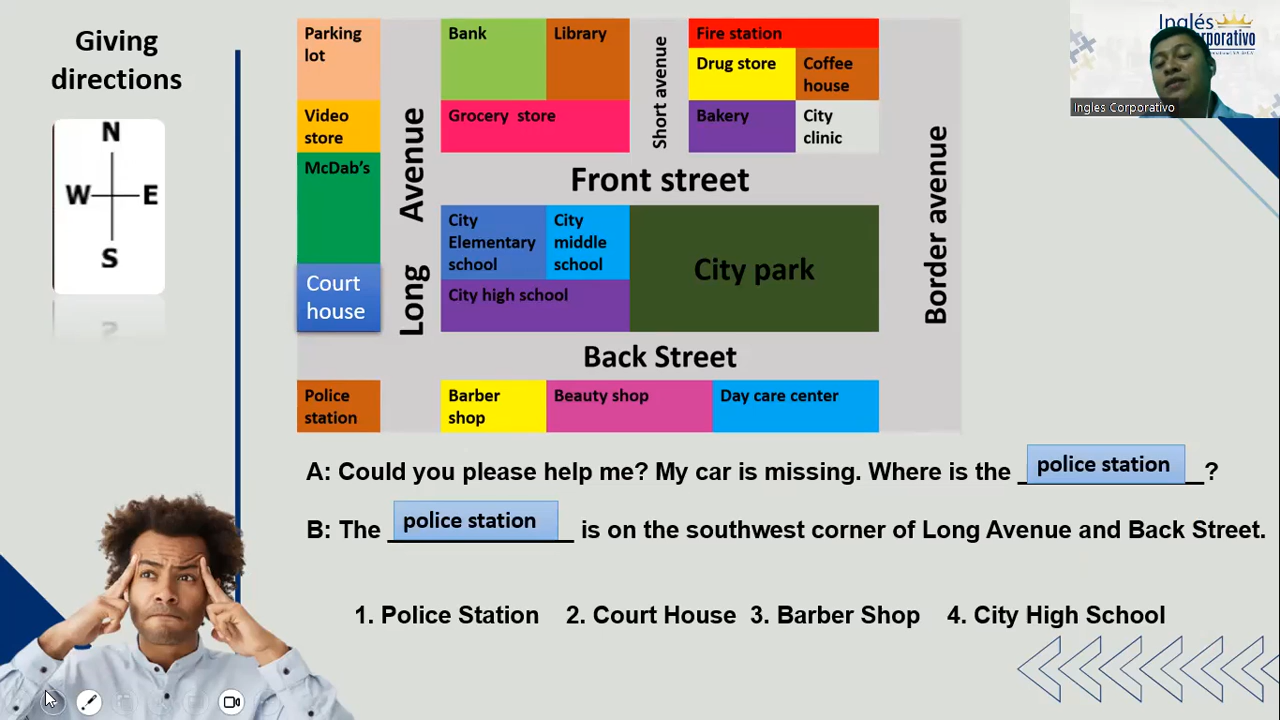 Giving
directions
N
W E
S
Parking
lot
Video
store
McDab's
Court
house
Police
station
Long Avenue
Bank
Library
Grocery store
Short avenue
Fire station
Drug store
Coffee
house
Bakery
City
clinic
Front street
City
Elementary
school
City
middle
school
City high school
City park
Border avenue
Back Street
Barber
shop
Beauty shop
Day care center
A: Could you please help me? My car is missing. Where is the police station ?
B: The police station is on the southwest corner of Long Avenue and Back Street.
1. Police Station 2. Court House 3. Barber Shop 4. City High School
Inglés
Ingles Corporativo